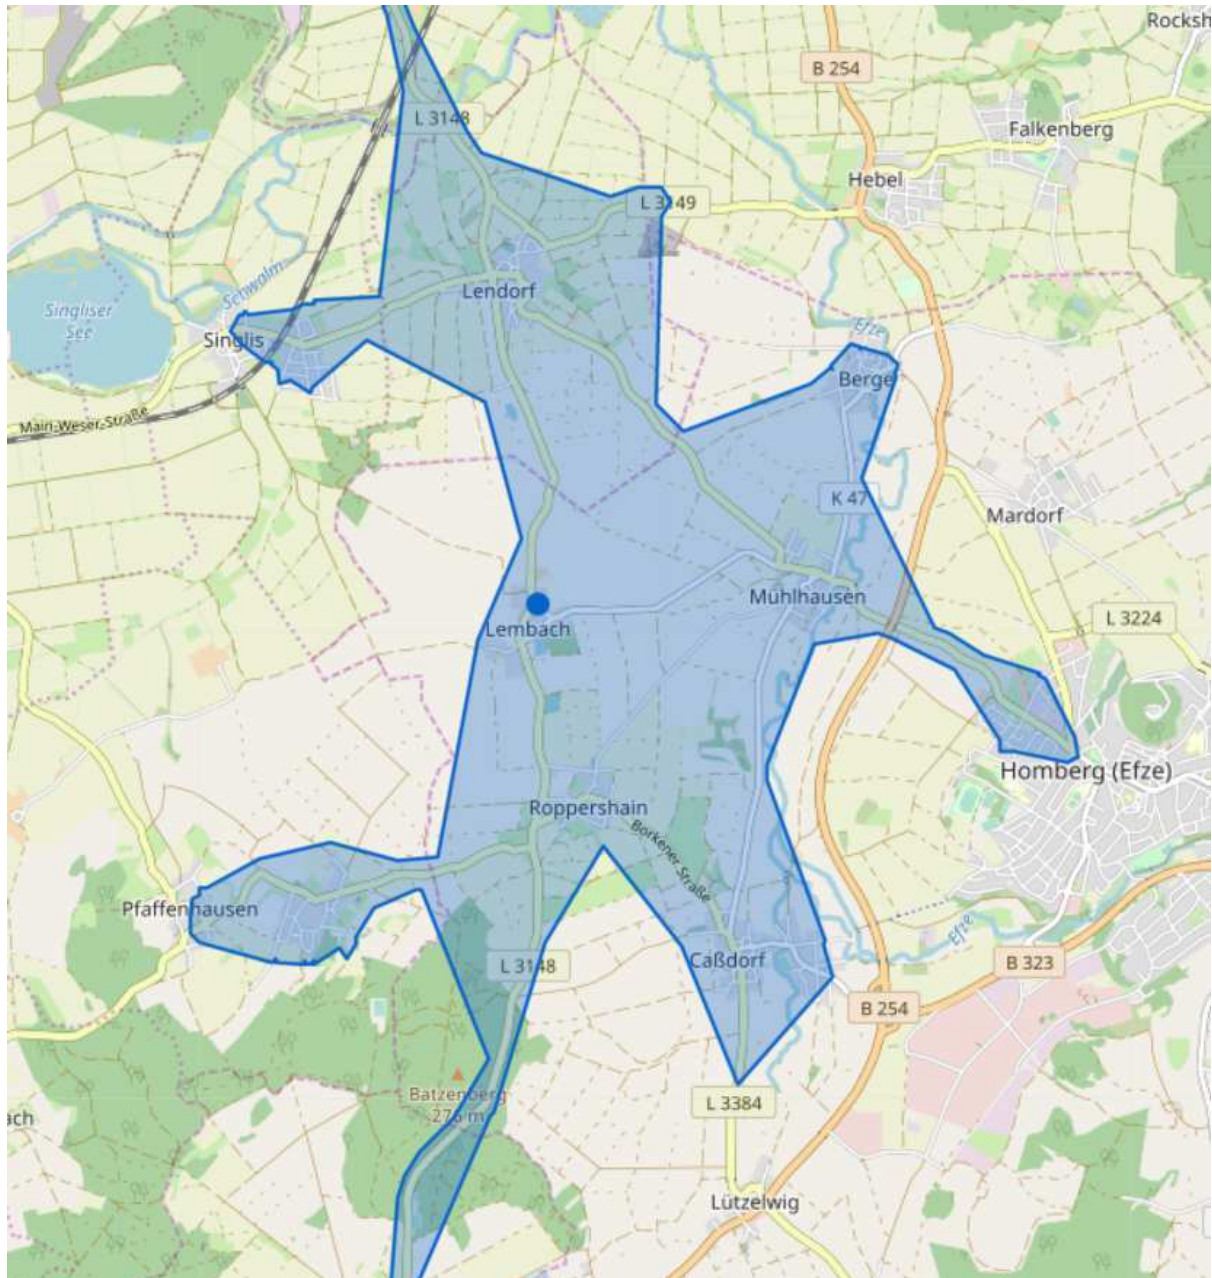 Rocksh
B 254
L 3148
Falkenberg
Hebel
L 3149
Schwalm
Lendorf
Singliser
See
Singlis
Efze
Berge
Main-Weser-Straße
K 47
Mardorf
Mühlhausen
L 3224
Lembach
Homberg (Efze)
Roppershain
Borkener Straße
Pfaffenhausen
Efze
Caßdorf
L 3148
B 323
B 254
Batzenberg
276 m
L 3384
ach
Lützelwig